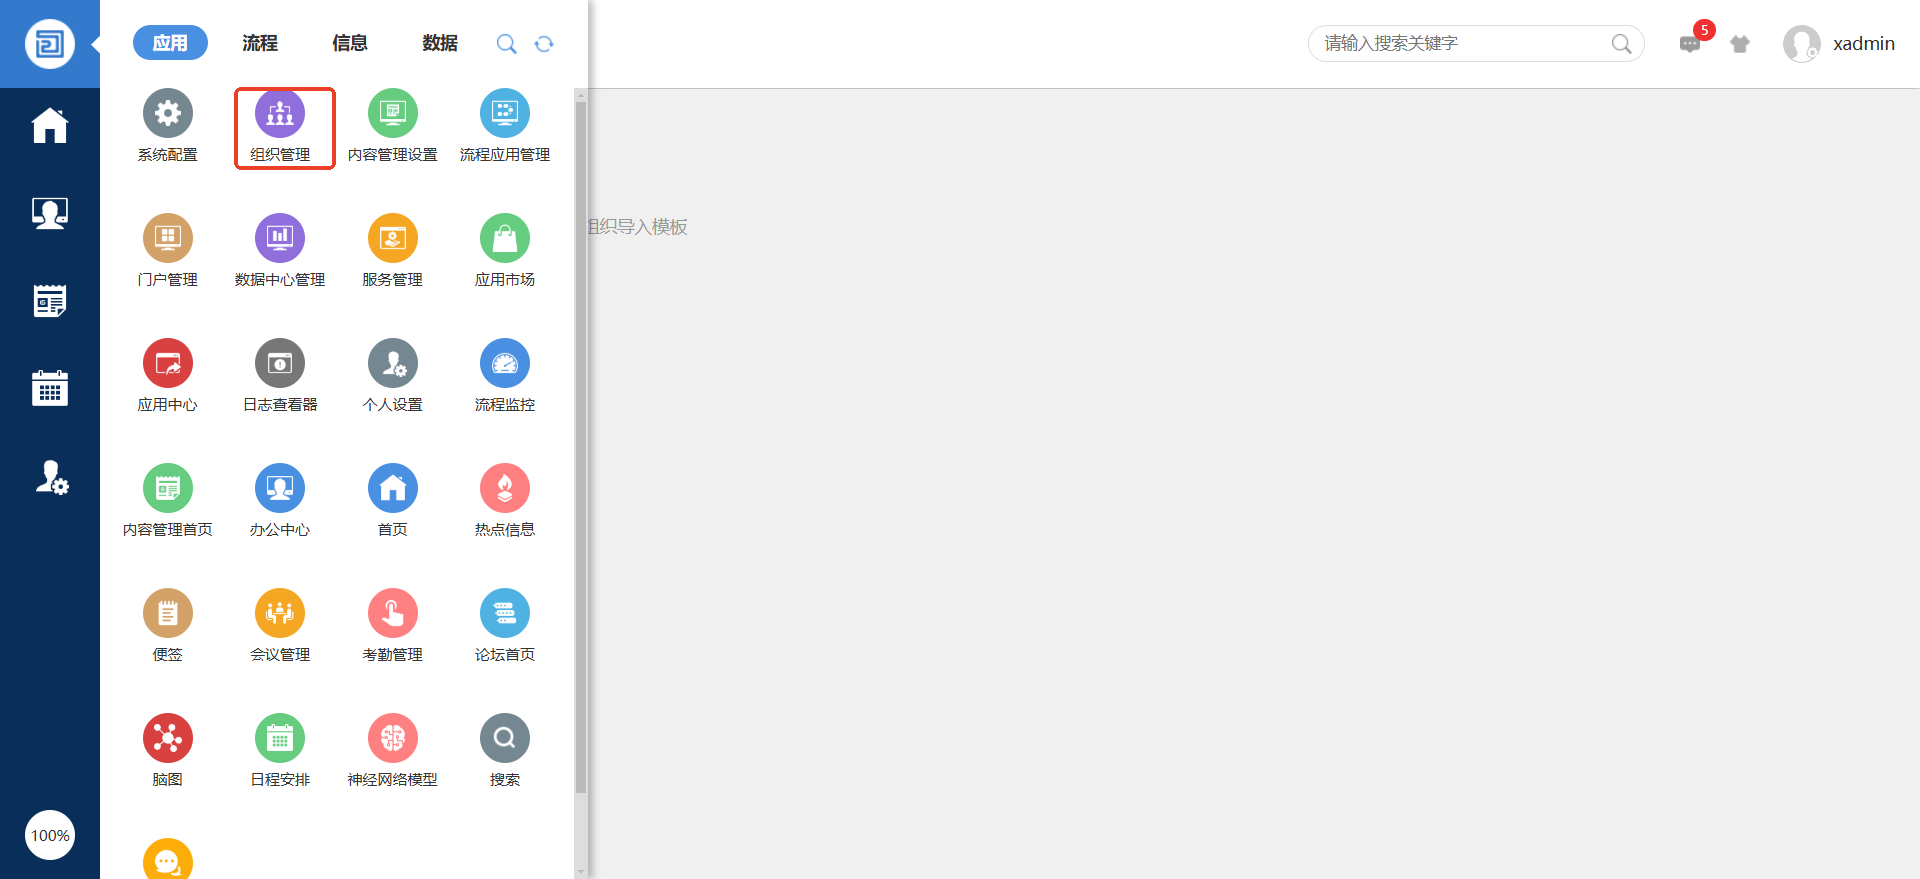 应用 流程 信息 数据
请输入搜索关键字
5
xadmin
系统配置 组织管理 内容管理设置 流程应用管理
组织导入模板
门户管理 数据中心管理 服务管理 应用市场
应用中心 日志查看器 个人设置 流程监控
内容管理首页 办公中心 首页 热点信息
便签 会议管理 考勤管理 论坛首页
脑图 日程安排 神经网络模型 搜索
100%